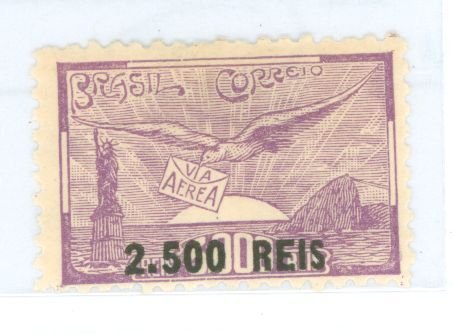 BRASIL CORREIO
VIA
AEREA
2.500 REIS